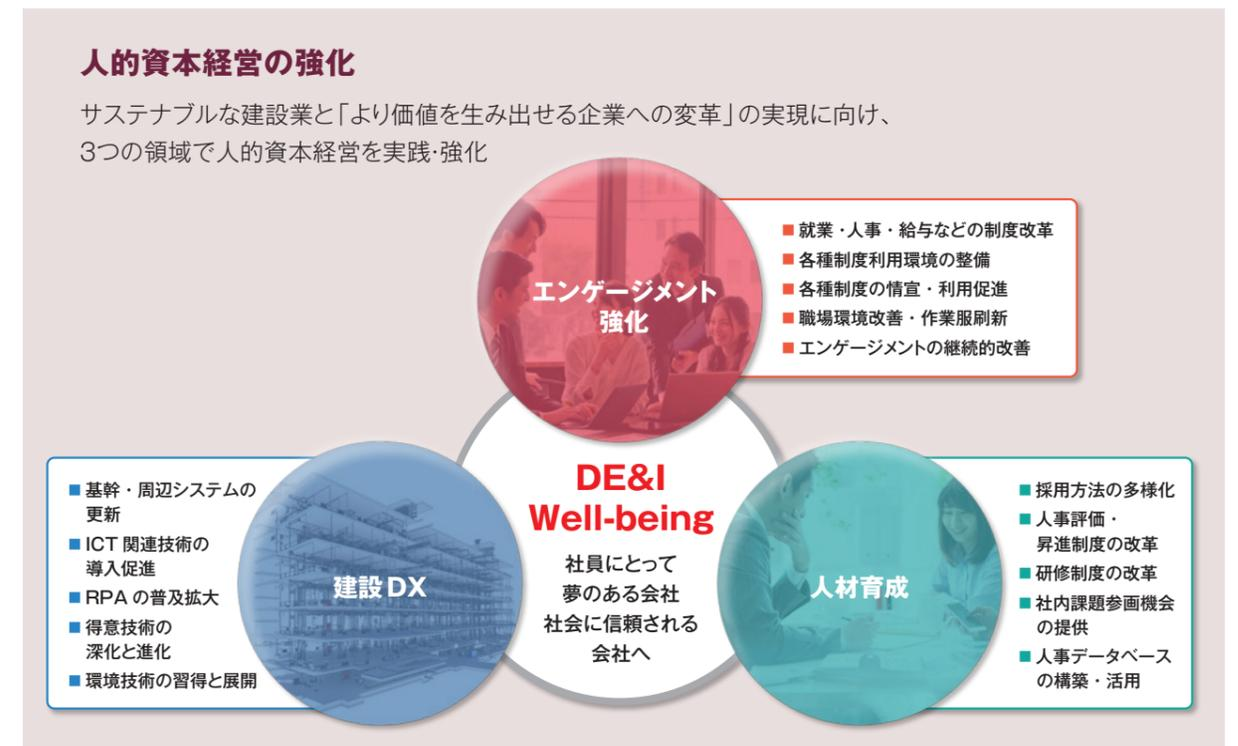 人的資本経営の強化
サステナブルな建設業と「より価値を生み出せる企業への変革」の実現に向け、
3つの領域で人的資本経営を実践・強化
エンゲージメント
強化
■就業・人事・給与などの制度改革
■各種制度利用環境の整備
■各種制度の情宣・利用促進
■職場環境改善・作業服刷新
■エンゲージメントの継続的改善
DE&I
Well-being
社員にとって
夢のある会社
社会に信頼される
会社へ
■基幹・周辺システムの
更新
■ICT 関連技術の
導入促進
■RPA の普及拡大
■得意技術の
深化と進化
■環境技術の習得と展開
建設DX
人材育成
■採用方法の多様化
■人事評価・
昇進制度の改革
■研修制度の改革
■社内課題参画機会
の提供
■人事データベース
の構築・活用